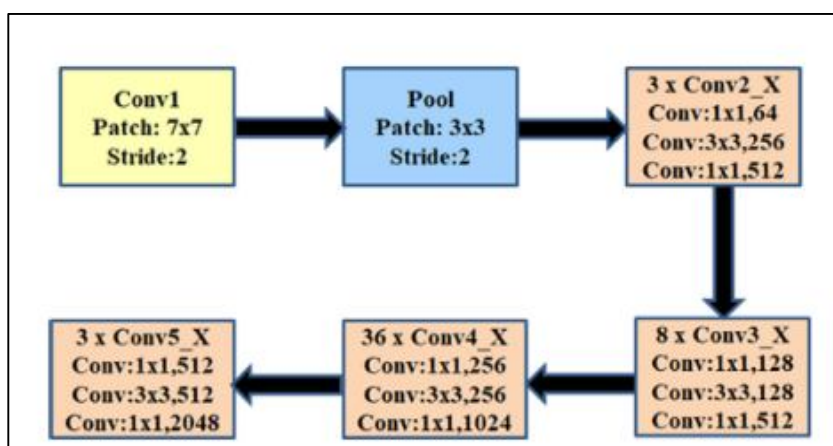 Conv1
Patch: 7x7
Stride:2
Pool
Patch: 3x3
Stride:2
3 x Conv2_X
Conv:1x1,64
Conv:3x3,256
Conv:1x1,512
8 x Conv3_X
Conv:1x1,128
Conv:3x3,128
Conv:1x1,512
36 x Conv4_X
Conv:1x1,256
Conv:3x3,256
Conv:1x1,1024
3 x Conv5_X
Conv:1x1,512
Conv:3x3,512
Conv:1x1,2048